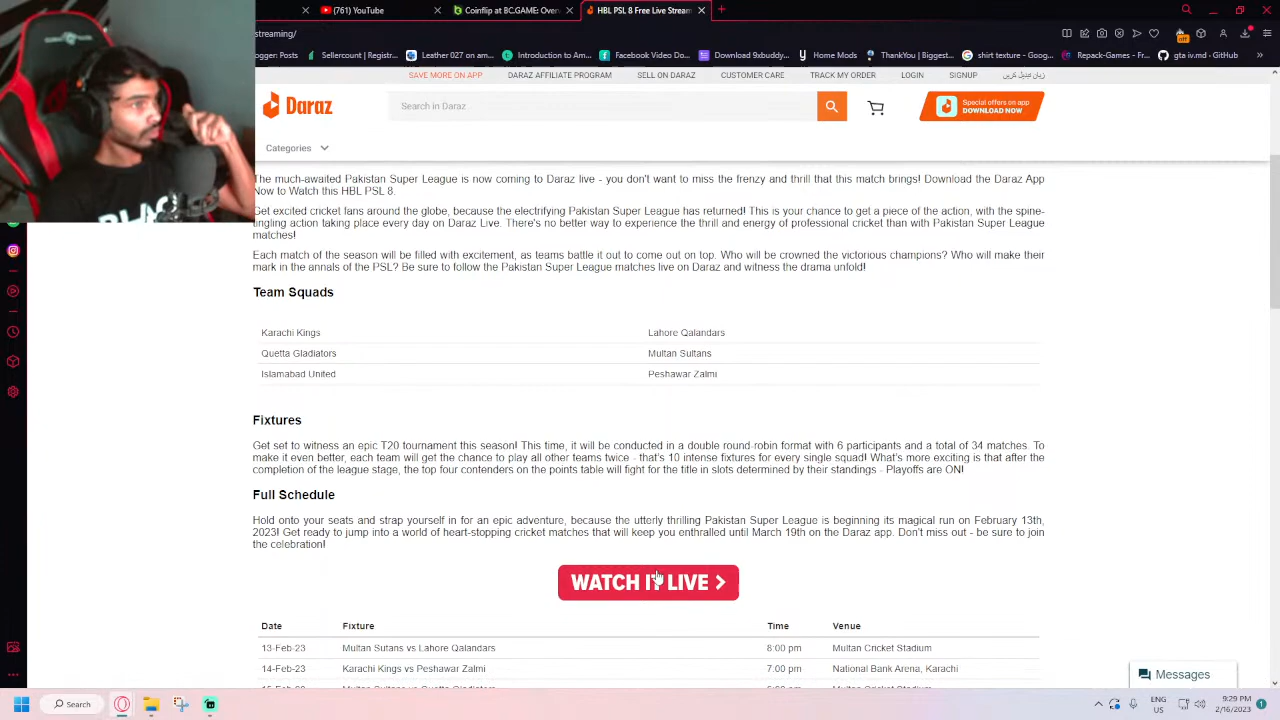 (761) YouTube
Coinflip at BC.GAME: Over
HBL PSL 8 Free Live Stream
streaming/
ogger Posts
Sellercount | Registr...
Leather 027 on am...
Introduction to Am...
Facebook Video Do...
Download 9xbuddy...
Home Mods
ThankYou | Biggest...
shirt texture - Goo...
gta iv.md - GitHub
Repack-Games - Fr...
off
SAVE MORE ON APP
DARAZ AFFILIATE PROGRAM
SELL ON DARAZ
CUSTOMER CARE
TRACK MY ORDER
LOGIN
SIGNUP
زبان تبدیل کریں
Daraz
Search in Daraz
Special offers on app
DOWNLOAD NOW
Categories
The much-awaited Pakistan Super League is now coming to Daraz live - you don't want to miss the frenzy and thrill that this match brings! Download the Daraz App
Now to Watch this HBL PSL 8.
Get excited cricket fans around the globe, because the electrifying Pakistan Super League has returned! This is your chance to get a piece of the action, with the spine-
tingling action taking place every day on Daraz Live. There's no better way to experience the thrill and energy of professional cricket than with Pakistan Super League
matches!
Each match of the season will be filled with excitement, as teams battle it out to come out on top. Who will be crowned the victorious champions? Who will make their
mark in the annals of the PSL? Be sure to follow the Pakistan Super League matches live on Daraz and witness the drama unfold!
Team Squads
Karachi Kings Lahore Qalandars
Quetta Gladiators Multan Sultans
Islamabad United Peshawar Zalmi
Fixtures
Get set to witness an epic T20 tournament this season! This time, it will be conducted in a double round-robin format with 6 participants and a total of 34 matches. To
make it even better, each team will get the chance to play all other teams twice - that's 10 intense fixtures for every single squad! What's more exciting is that after the
completion of the league stage, the top four contenders on the points table will fight for the title in slots determined by their standings - Playoffs are ON!
Full Schedule
Hold onto your seats and strap yourself in for an epic adventure, because the utterly thrilling Pakistan Super League is beginning its magical run on February 13th,
2023! Get ready to jump into a world of heart-stopping cricket matches that will keep you enthralled until March 19th on the Daraz app. Don't miss out - be sure to join
the celebration!
WATCH IT LIVE
Date Fixture Time Venue
13-Feb-23 Multan Sutans vs Lahore Qalandars 8:00 pm Multan Cricket Stadium
14-Feb-23 Karachi Kings vs Peshawar Zalmi 7.00 pm National Bank Arena, Karachi
Messages
Search
ENG
US
9:29 PM
2/16/2023